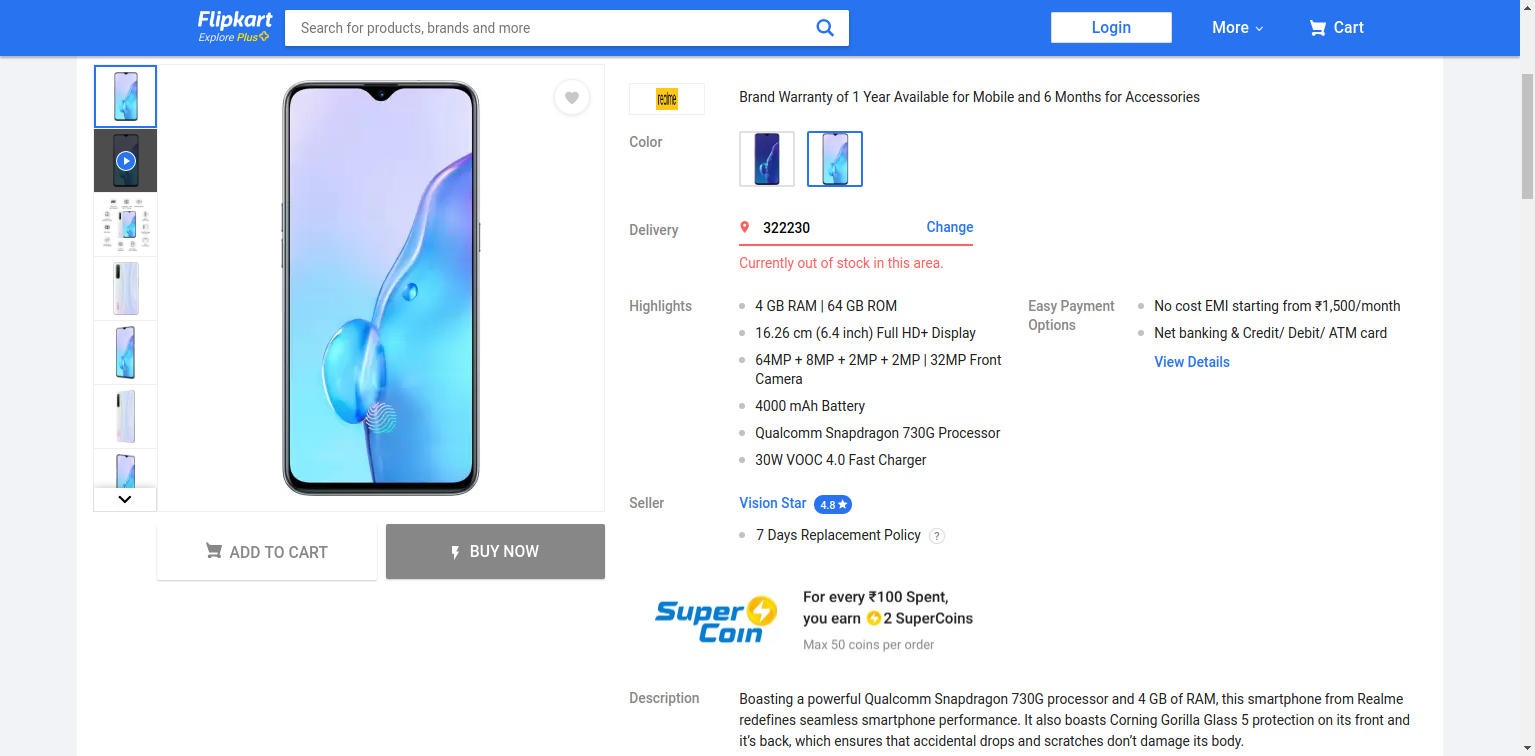 Flipkart
Explore Plus
Search for products, brands and more
Login
More
Cart
realme
Brand Warranty of 1 Year Available for Mobile and 6 Months for Accessories
Color
Delivery
322230
Change
Currently out of stock in this area.
Highlights
4 GB RAM | 64 GB ROM
16.26 cm (6.4 inch) Full HD+ Display
64MP + 8MP + 2MP + 2MP | 32MP Front
Camera
4000 mAh Battery
Qualcomm Snapdragon 730G Processor
30W VOOC 4.0 Fast Charger
Easy Payment
Options
No cost EMI starting from ₹1,500/month
Net banking & Credit/ Debit/ ATM card
View Details
Seller
Vision Star 4.8★
7 Days Replacement Policy ?
ADD TO CART
BUY NOW
Super
Coin
For every ₹100 Spent,
you earn 2 SuperCoins
Max 50 coins per order
Description
Boasting a powerful Qualcomm Snapdragon 730G processor and 4 GB of RAM, this smartphone from Realme
redefines seamless smartphone performance. It also boasts Corning Gorilla Glass 5 protection on its front and
it's back, which ensures that accidental drops and scratches don't damage its body.